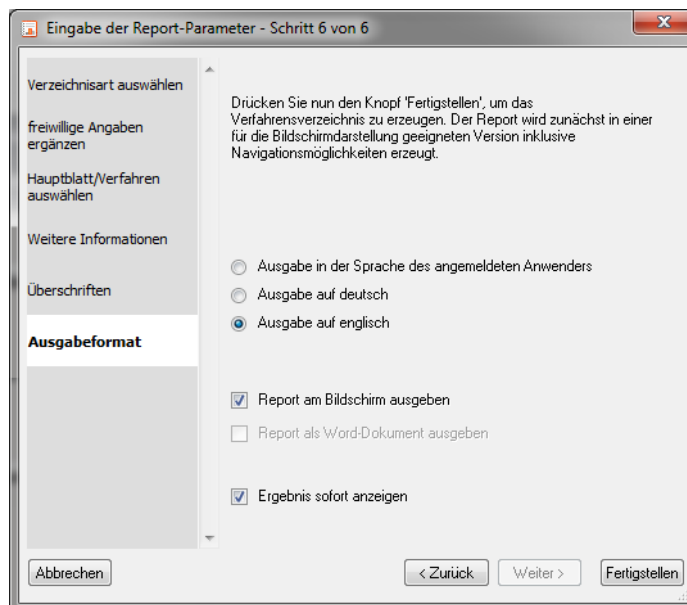 Eingabe der Report-Parameter - Schritt 6 von 6
Verzeichnisart auswählen
freiwillige Angaben
ergänzen
Hauptblatt/Verfahren
auswählen
Weitere Informationen
Überschriften
Ausgabeformat
Drücken Sie nun den Knopf 'Fertigstellen', um das
Verfahrensverzeichnis zu erzeugen. Der Report wird zunächst in einer
für die Bildschirmdarstellung geeigneten Version inklusive
Navigationsmöglichkeiten erzeugt.
Ausgabe in der Sprache des angemeldeten Anwenders
Ausgabe auf deutsch
Ausgabe auf englisch
Report am Bildschirm ausgeben
Report als Word-Dokument ausgeben
Ergebnis sofort anzeigen
Abbrechen
< Zurück
Weiter >
Fertigstellen